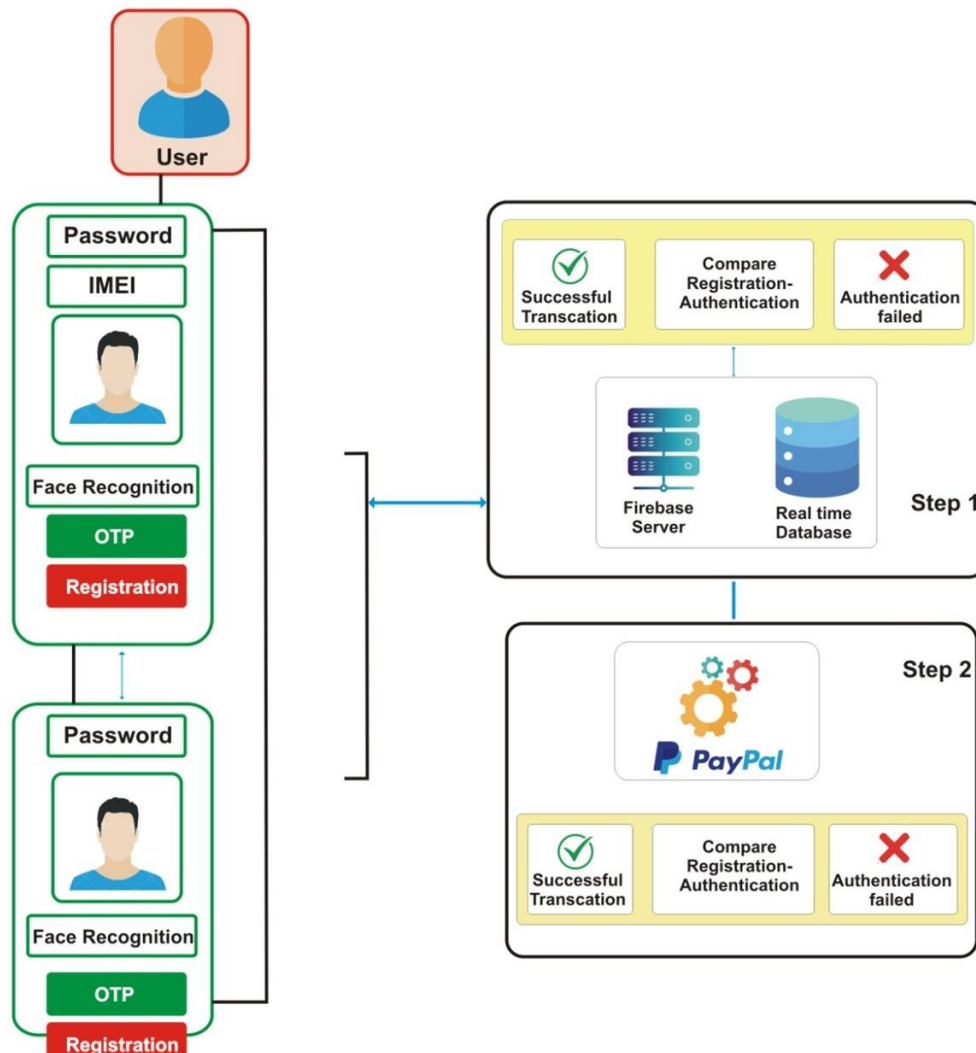 User
Password
IMEI
Face Recognition
OTP
Registration
Password
Face Recognition
OTP
Registration
Successful
Transcation
Compare
Registration-
Authentication
Authentication
failed
Firebase
Server
Real time
Database
Step 1
Step 2
PayPal
Successful
Transcation
Compare
Registration-
Authentication
Authentication
failed